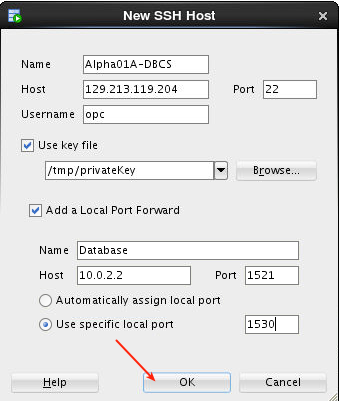 New SSH Host
Name Alpha01A-DBCS
Host 129.213.119.204 Port 22
Username opc
Use key file
/tmp/privateKey Browse...
Add a Local Port Forward
Name Database
Host 10.0.2.2 Port 1521
Automatically assign local port
Use specific local port 1530
Help OK Cancel